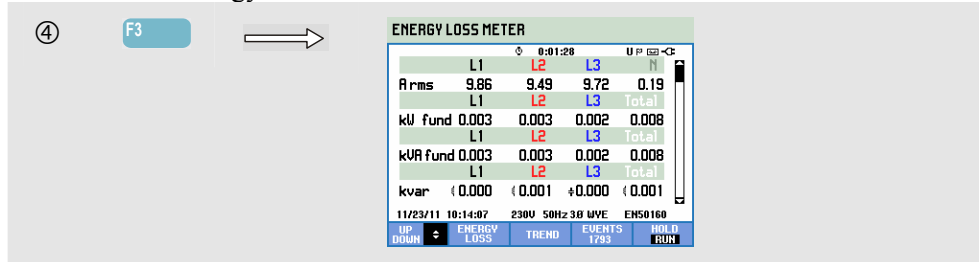 ④ F3
ENERGY LOSS METER
0:01:28 U
L1 L2 L3 N
A rms 9.86 9.49 9.72 0.19
L1 L2 L3 Total
kW fund 0.003 0.003 0.002 0.008
L1 L2 L3 Total
kVA fund 0.003 0.003 0.002 0.008
L1 L2 L3 Total
kvar 0.000 0.001 0.000 0.001
11/23/11 10:14:07 230V 50Hz 3.0 WYE EN50160
UP DOWN ENERGY LOSS TREND EVENTS 1793 HOLD RUN